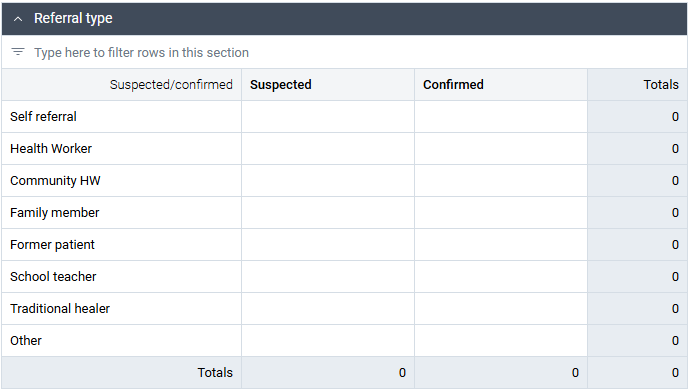 Referral type
Type here to filter rows in this section
Suspected/confirmed Suspected Confirmed Totals
Self referral 0
Health Worker 0
Community HW 0
Family member 0
Former patient 0
School teacher 0
Traditional healer 0
Other 0
Totals 0 0 0